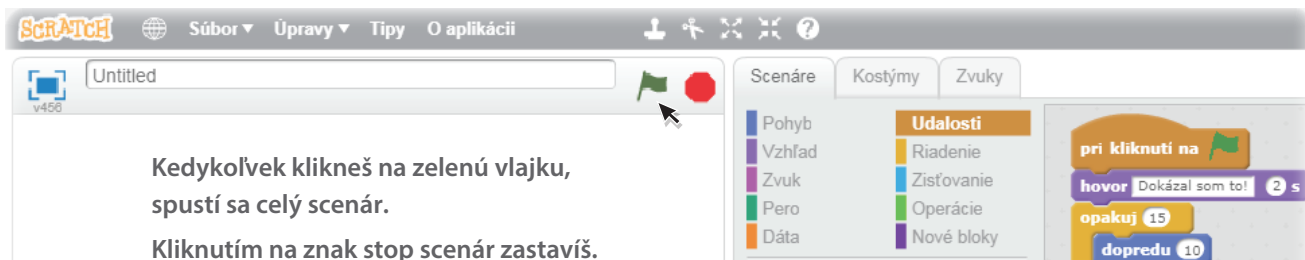 SCRATCH Súbor Úpravy Tipy O aplikácii
Untitled
v456
Kedykoľvek klikneš na zelenú vlajku,
spustí sa celý scenár.
Kliknutím na znak stop scenár zastavíš.
Scenáre Kostýmy Zvuky
Pohyb Udalosti
Vzhľad Riadenie
Zvuk Zisťovanie
Pero Operácie
Dáta Nové bloky
pri kliknutí na
hovor Dokázal som to! 2 s
opakuj 15
dopredu 10